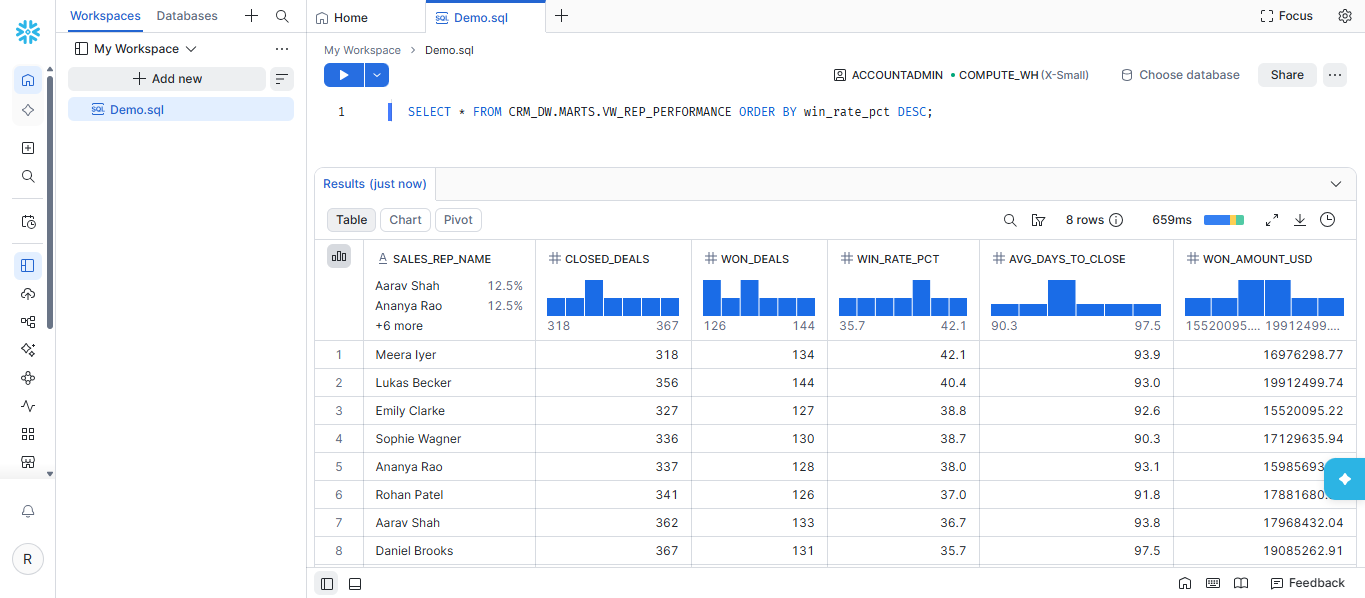 Workspaces Databases
Home
Demo.sql
Focus
My Workspace
My Workspace > Demo.sql
Add new
ACCOUNTADMIN • COMPUTE_WH (X-Small)
Choose database
Share
Demo.sql
1 SELECT * FROM CRM_DW.MARTS.VW_REP_PERFORMANCE ORDER BY win_rate_pct DESC;
Results (just now)
Table Chart Pivot
8 rows 659ms
A SALES_REP_NAME # CLOSED_DEALS # WON_DEALS # WIN_RATE_PCT # AVG_DAYS_TO_CLOSE # WON_AMOUNT_USD
Aarav Shah 12.5%
Ananya Rao 12.5%
+6 more 318 367 126 144 35.7 42.1 90.3 97.5 15520095.... 19912499....
1 Meera Iyer 318 134 42.1 93.9 16976298.77
2 Lukas Becker 356 144 40.4 93.0 19912499.74
3 Emily Clarke 327 127 38.8 92.6 15520095.22
4 Sophie Wagner 336 130 38.7 90.3 17129635.94
5 Ananya Rao 337 128 38.0 93.1 15985693
6 Rohan Patel 341 126 37.0 91.8 17881680.
7 Aarav Shah 362 133 36.7 93.8 17968432.04
8 Daniel Brooks 367 131 35.7 97.5 19085262.91
R
Feedback